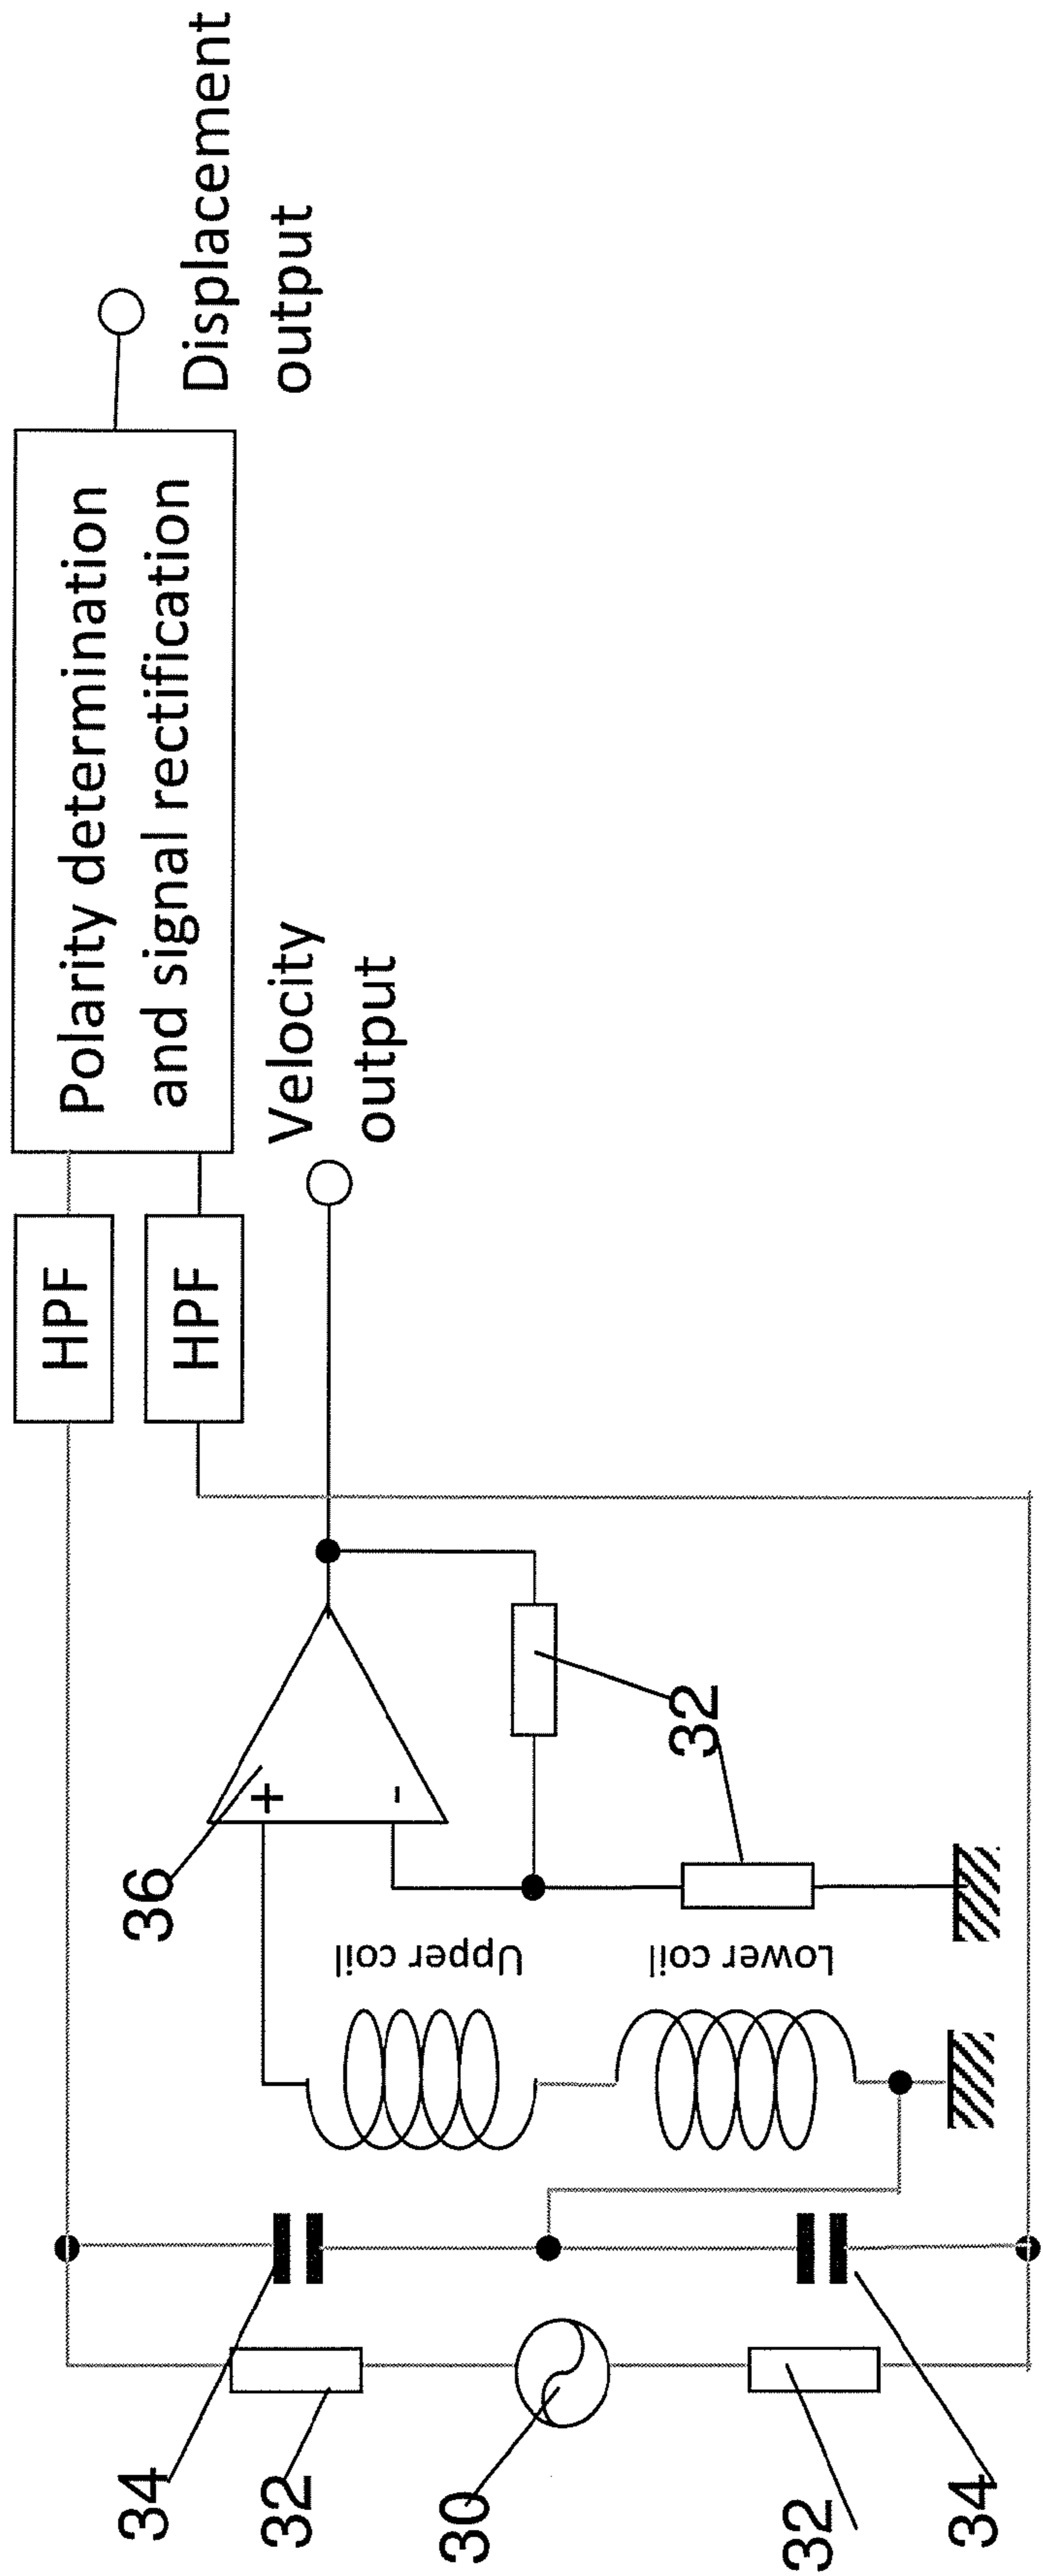 Polarity determination
and signal rectification
Displacement
output
HPF
HPF
Velocity
output
36
+
-
32
Upper coil
Lower coil
34
32
30
32
34